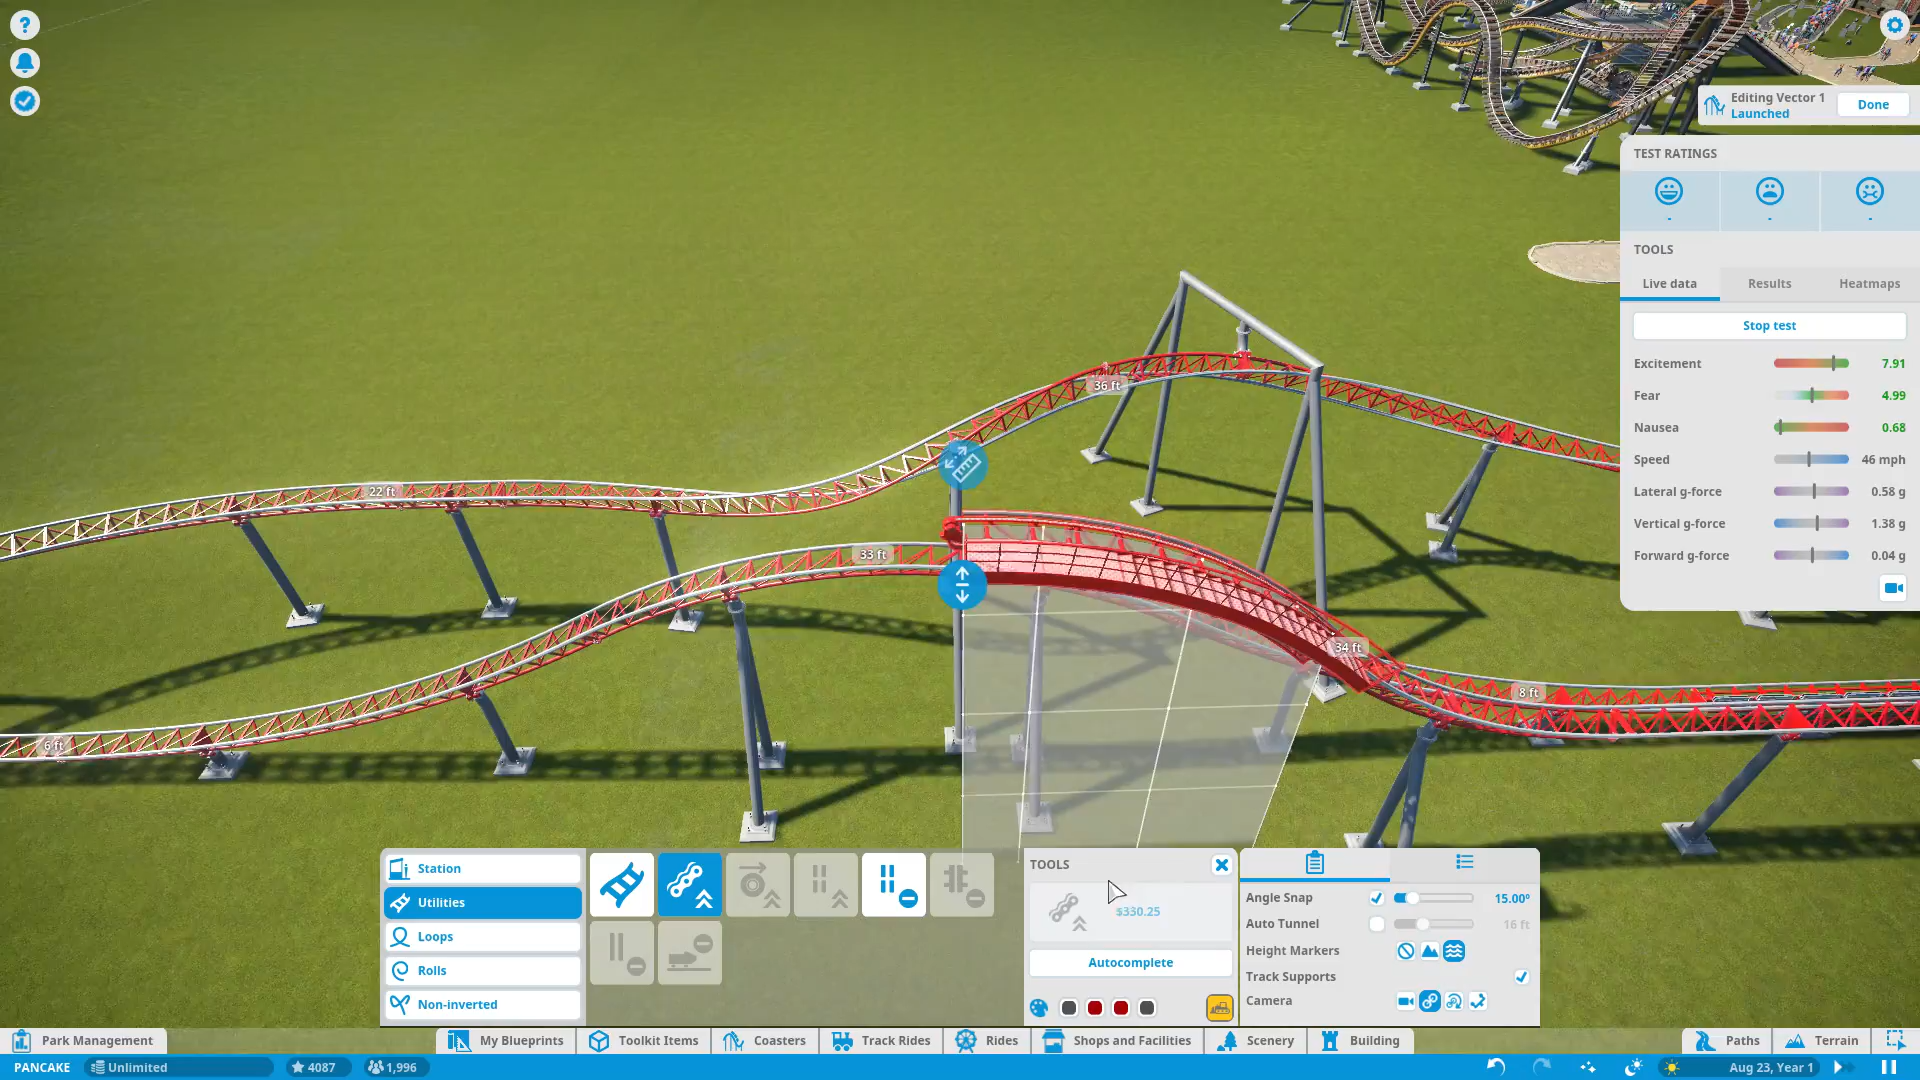 ?
Editing Vector 1
Launched
Done
TEST RATINGS
- - -
TOOLS
Live data Results Heatmaps
Stop test
Excitement 7.91
Fear 4.99
Nausea 0.68
Speed 46 mph
Lateral g-force 0.58 g
Vertical g-force 1.38 g
Forward g-force 0.04 g
36 ft
22 ft
33 ft
34 ft
8 ft
6 ft
Station
Utilities
Loops
Rolls
Non-inverted
TOOLS
$330.25
Autocomplete
Angle Snap 15.00°
Auto Tunnel 16 ft
Height Markers
Track Supports
Camera
Park Management
My Blueprints
Toolkit Items
Coasters
Track Rides
Rides
Shops and Facilities
Scenery
Building
Paths
Terrain
PANCAKE Unlimited 4087 1,996
Aug 23, Year 1